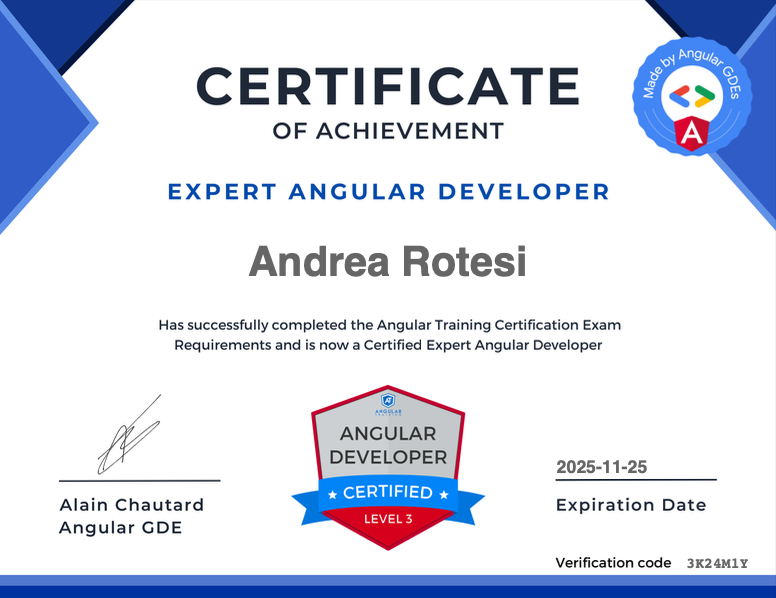 CERTIFICATE
OF ACHIEVEMENT
Made by Angular GDEs
A
EXPERT ANGULAR DEVELOPER
Andrea Rotesi
Has successfully completed the Angular Training Certification Exam
Requirements and is now a Certified Expert Angular Developer
AT
ANGULAR
TRAINING
ANGULAR
DEVELOPER
CERTIFIED
LEVEL 3
Alain Chautard
Angular GDE
2025-11-25
Expiration Date
Verification code 3K24M1Y